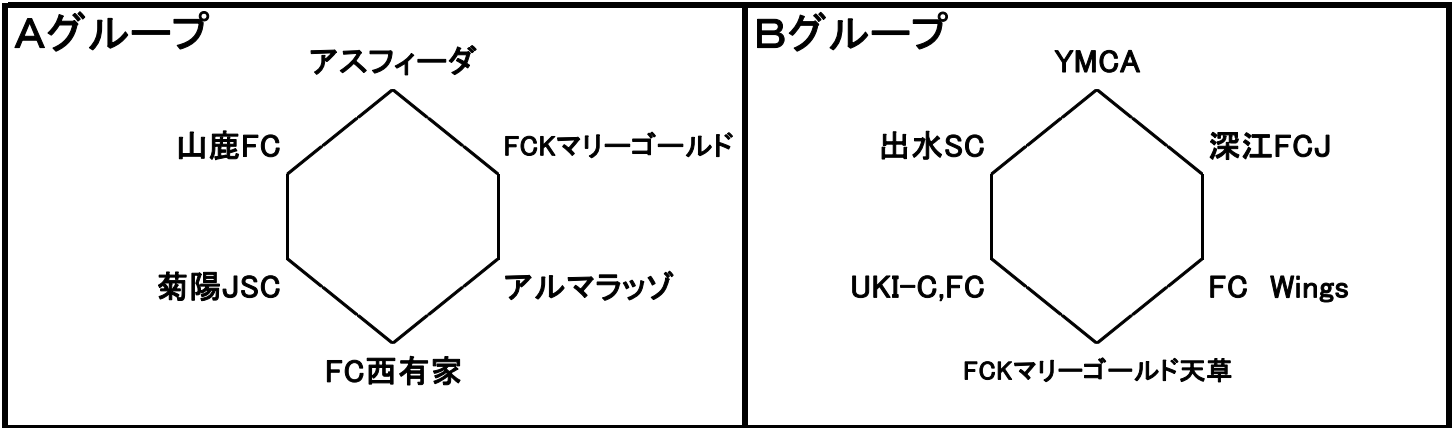 Aグループ
アスフィーダ
山鹿FC
FCKマリーゴールド
菊陽JSC
アルマラッゾ
FC西有家
Bグループ
YMCA
出水SC
深江FCJ
UKI-C,FC
FC Wings
FCKマリーゴールド天草